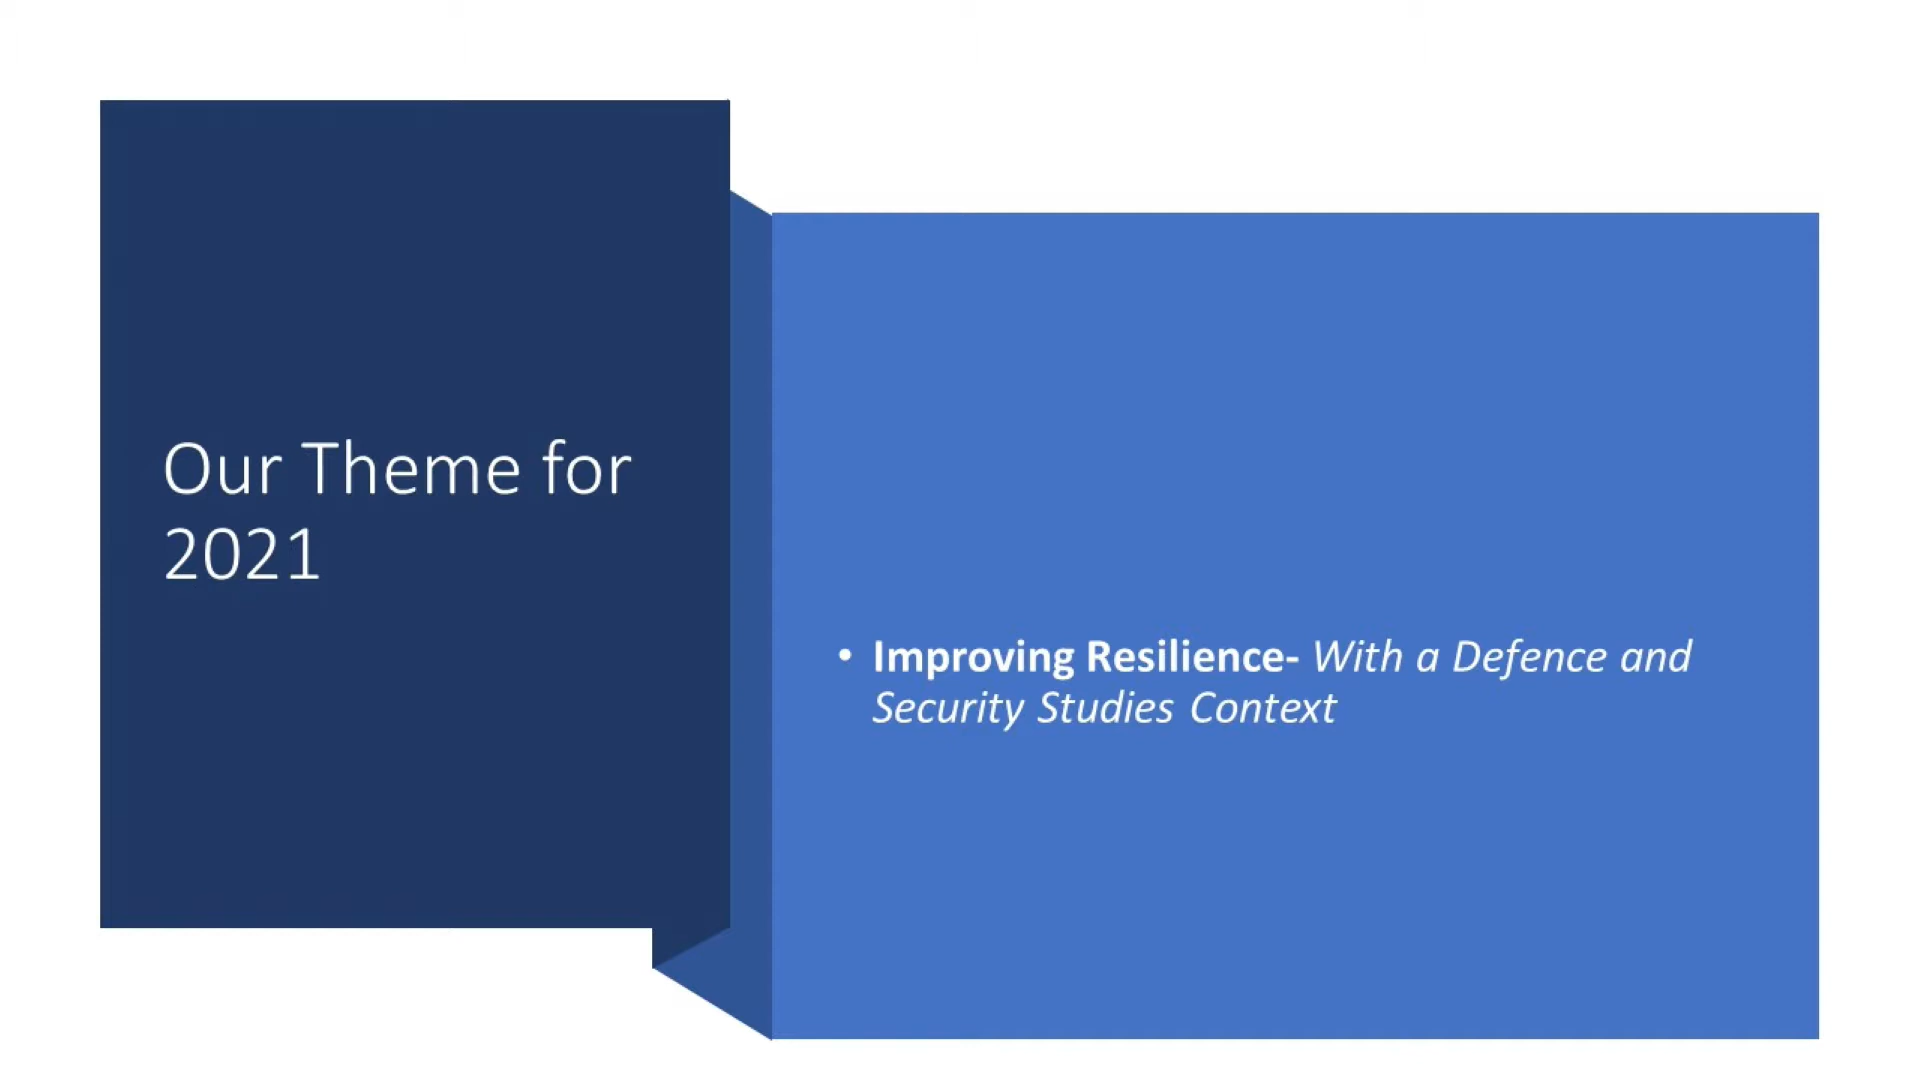 Our Theme for
2021
• Improving Resilience- With a Defence and
Security Studies Context